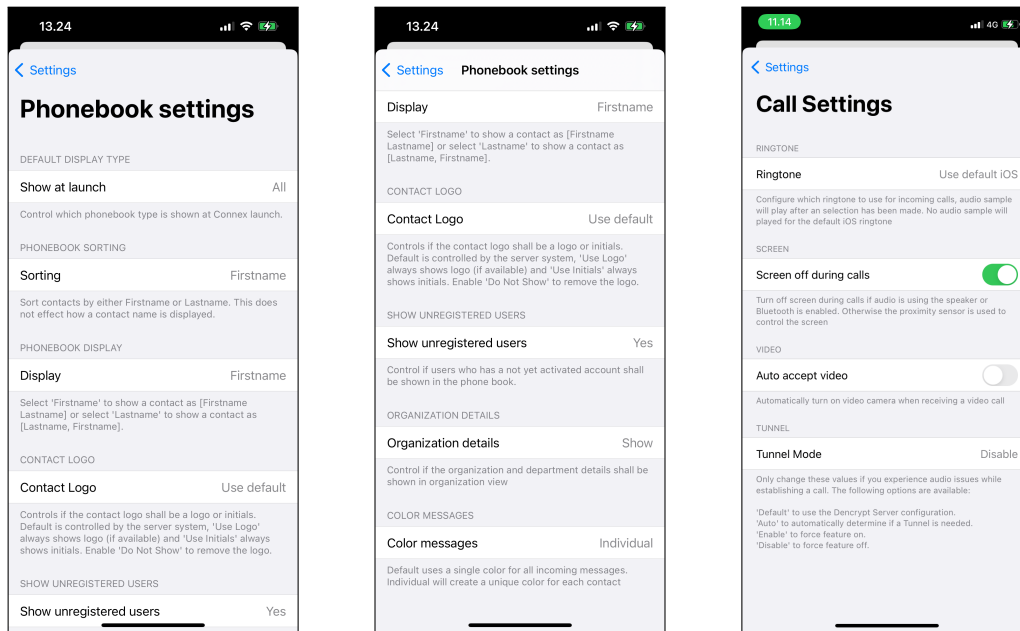 13.24
Settings
Phonebook settings
DEFAULT DISPLAY TYPE
Show at launch All
Control which phonebook type is shown at Connex launch.
PHONEBOOK SORTING
Sorting Firstname
Sort contacts by either Firstname or Lastname. This does
not effect how a contact name is displayed.
PHONEBOOK DISPLAY
Display Firstname
Select 'Firstname' to show a contact as [Firstname
Lastname] or select 'Lastname' to show a contact as
[Lastname, Firstname].
CONTACT LOGO
Contact Logo Use default
Controls if the contact logo shall be a logo or initials.
Default is controlled by the server system, 'Use Logo'
always shows logo (if available) and 'Use Initials' always
shows initials. Enable 'Do Not Show' to remove the logo.
SHOW UNREGISTERED USERS
Show unregistered users Yes
13.24
Settings Phonebook settings
Display Firstname
Select 'Firstname' to show a contact as [Firstname
Lastname] or select 'Lastname' to show a contact as
[Lastname, Firstname].
CONTACT LOGO
Contact Logo Use default
Controls if the contact logo shall be a logo or initials.
Default is controlled by the server system, 'Use Logo'
always shows logo (if available) and 'Use Initials' always
shows initials. Enable 'Do Not Show' to remove the logo.
SHOW UNREGISTERED USERS
Show unregistered users Yes
Control if users who has a not yet activated account shall
be shown in the phone book.
ORGANIZATION DETAILS
Organization details Show
Control if the organization and department details shall be
shown in organization view
COLOR MESSAGES
Color messages Individual
Default uses a single color for all incoming messages.
Individual will create a unique color for each contact
11.14 4G
Settings
Call Settings
RINGTONE
Ringtone Use default iOS
Configure which ringtone to use for incoming calls, audio sample
will play after an selection has been made. No audio sample will
played for the default iOS ringtone
SCREEN
Screen off during calls
Turn off screen during calls if audio is using the speaker or
Bluetooth is enabled. Otherwise the proximity sensor is used to
control the screen
VIDEO
Auto accept video
Automatically turn on video camera when receiving a video call
TUNNEL
Tunnel Mode Disable
Only change these values if you experience audio issues while
establishing a call. The following options are available:
'Default' to use the Dencrypt Server configuration.
'Auto' to automatically determine if a Tunnel is needed.
'Enable' to force feature on.
'Disable' to force feature off.